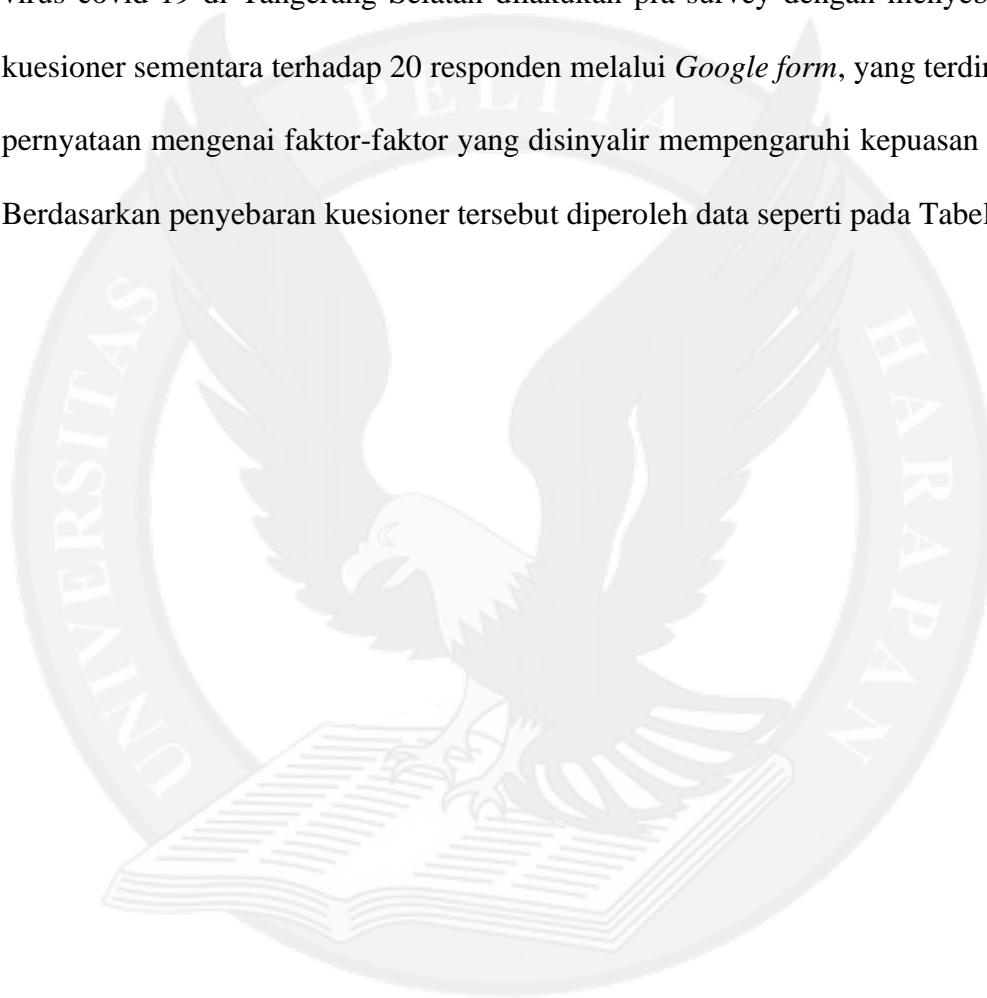 virus covid-19 di Tangerang Selatan dilakukan pra survey dengan menyeb
kuesioner sementara terhadap 20 responden melalui Google form, yang terdir
pernyataan mengenai faktor-faktor yang disinyalir mempengaruhi kepuasan
Berdasarkan penyebaran kuesioner tersebut diperoleh data seperti pada Tabel
UNIVERSITAS PELITA HARAPAN